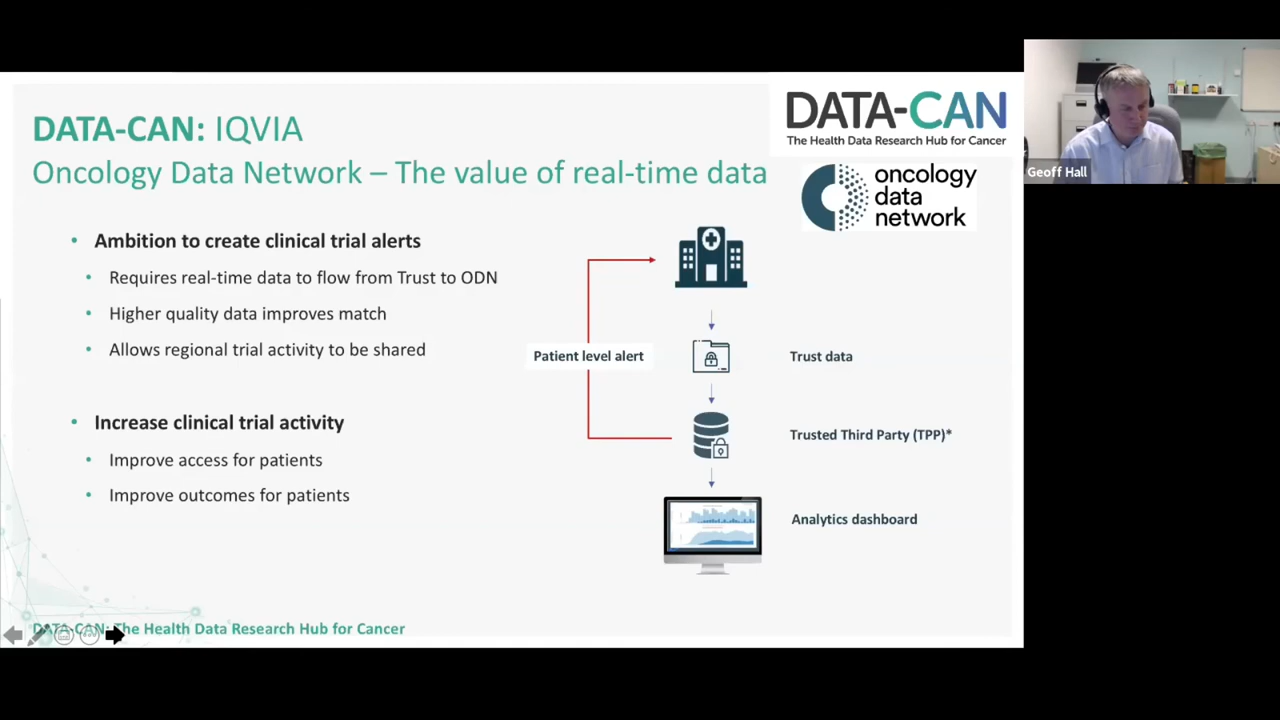 DATA-CAN: IQVIA
Oncology Data Network – The value of real-time data
DATA-CAN
The Health Data Research Hub for Cancer
oncology
data
network
Geoff Hall
• Ambition to create clinical trial alerts
• Requires real-time data to flow from Trust to ODN
• Higher quality data improves match
• Allows regional trial activity to be shared
• Increase clinical trial activity
• Improve access for patients
• Improve outcomes for patients
Patient level alert
Trust data
Trusted Third Party (TPP)*
Analytics dashboard
DATA-CAN: The Health Data Research Hub for Cancer